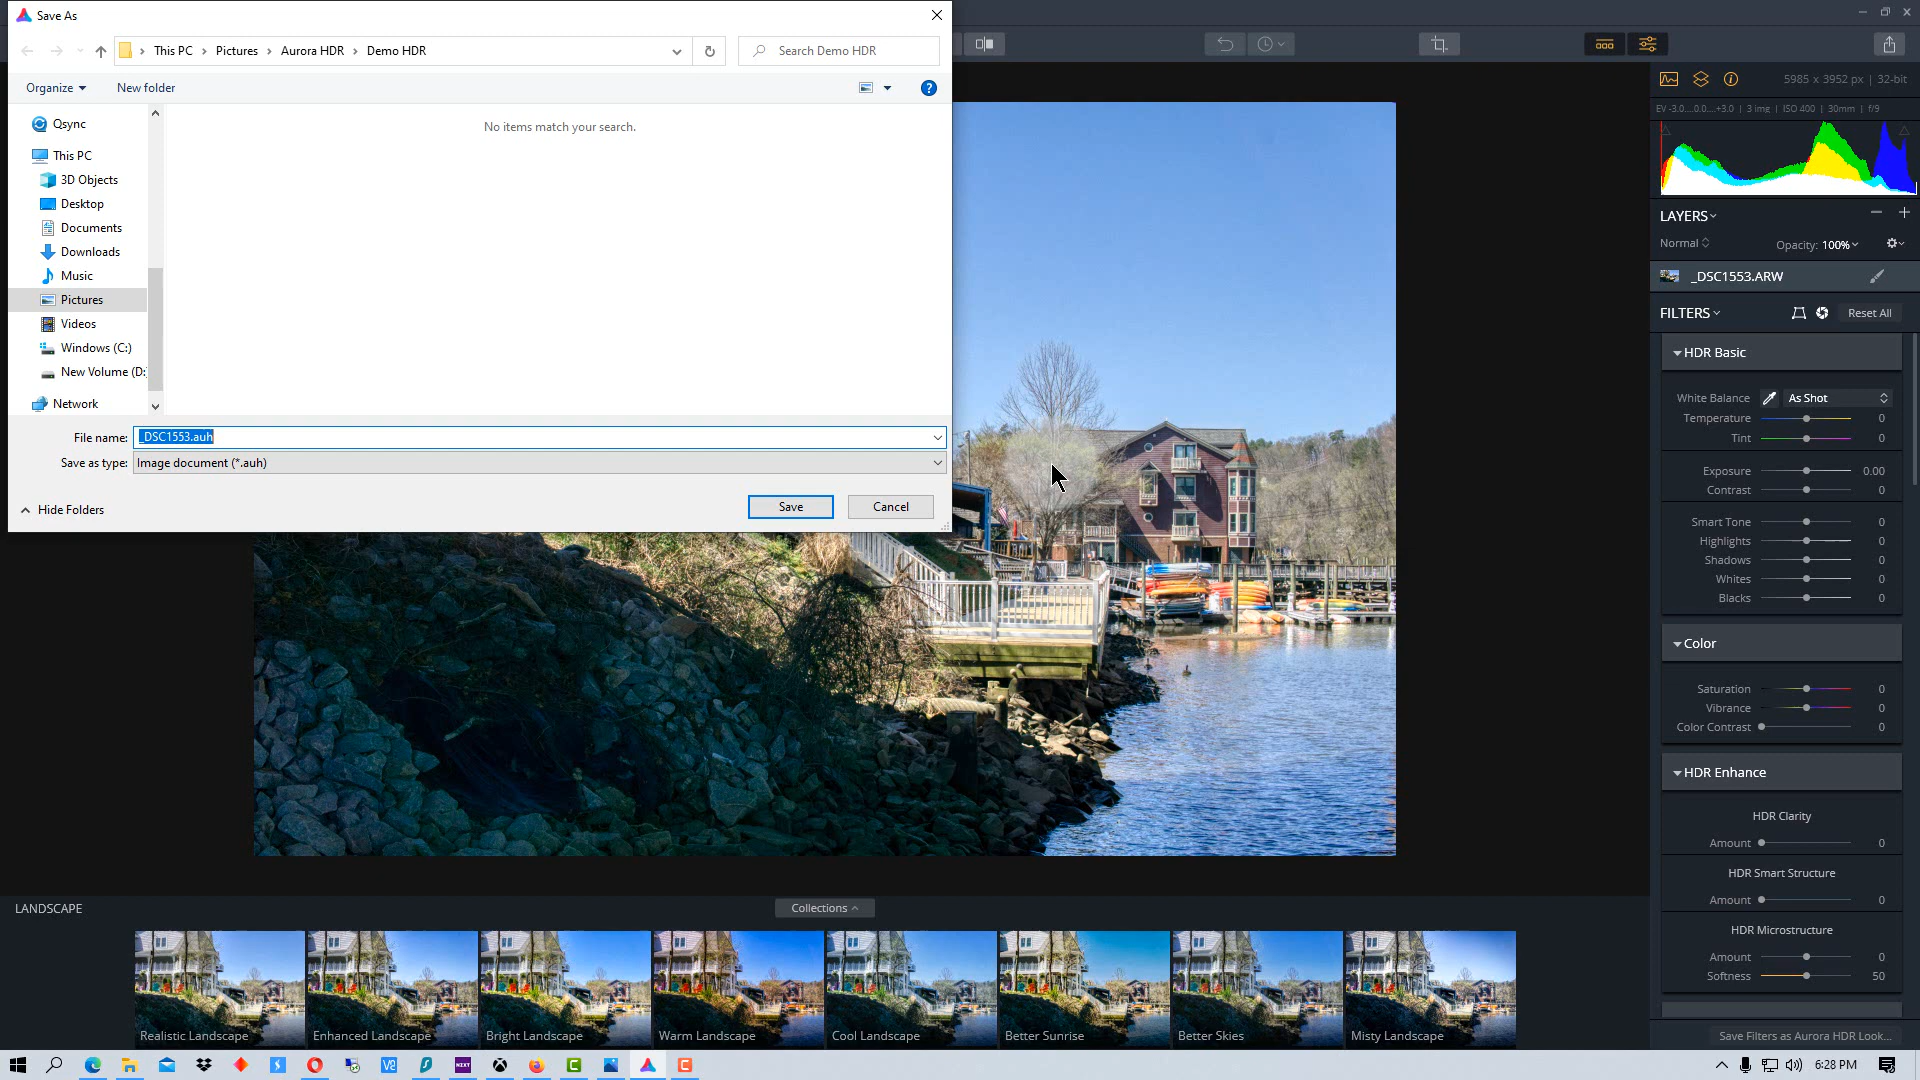 Save As
This PC > Pictures > Aurora HDR > Demo HDR
Search Demo HDR
Organize
New folder
Qsync
This PC
3D Objects
Desktop
Documents
Downloads
Music
Pictures
Videos
Windows (C:)
New Volume (D:
Network
No items match your search.
File name: _DSC1553.auh
Save as type: Image document (*.auh)
Hide Folders
Save
Cancel
5985 x 3952 px | 32-bit
EV -3.0....0.0....+3.0 | 3 img | ISO 400 | 30mm | f/9
LAYERS
Normal
Opacity: 100%
_DSC1553.ARW
FILTERS
Reset All
HDR Basic
White Balance As Shot
Temperature 0
Tint 0
Exposure 0.00
Contrast 0
Smart Tone 0
Highlights 0
Shadows 0
Whites 0
Blacks 0
Color
Saturation 0
Vibrance 0
Color Contrast 0
HDR Enhance
HDR Clarity
Amount 0
HDR Smart Structure
Amount 0
HDR Microstructure
Amount 0
Softness 50
Save Filters as Aurora HDR Look...
LANDSCAPE
Collections
Realistic Landscape
Enhanced Landscape
Bright Landscape
Warm Landscape
Cool Landscape
Better Sunrise
Better Skies
Misty Landscape
6:28 PM